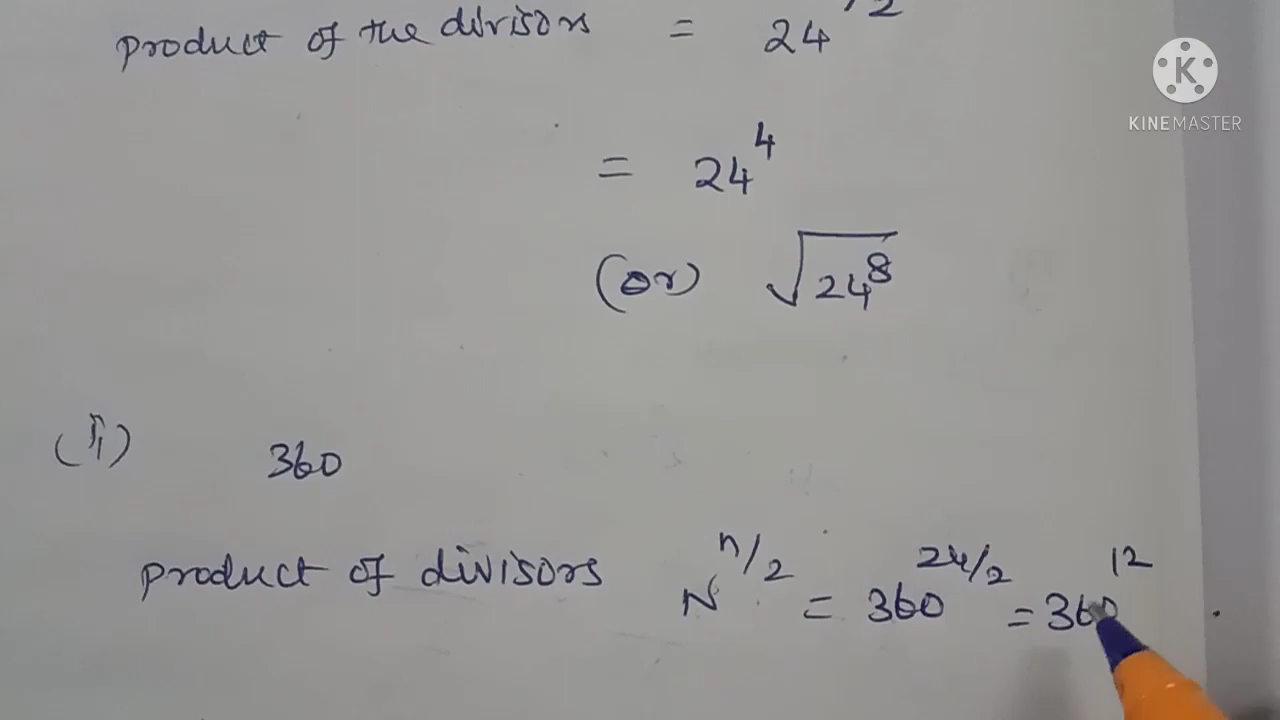 product of the divisors = 24^/2
= 24^4
(or) √24^8
(ii) 360
product of divisors N^n/2 = 360^24/2 = 360^12
K
KINEMASTER